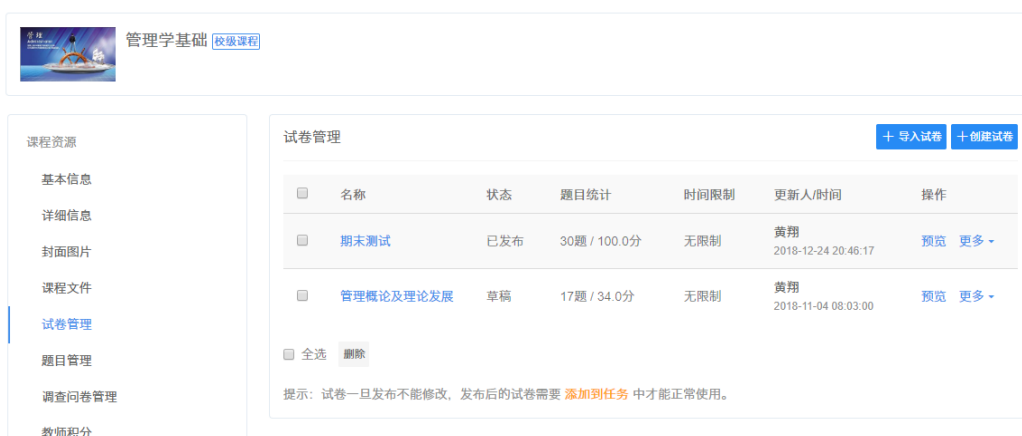 管理学基础 校级课程
管理
课程资源
基本信息
详细信息
封面图片
课程文件
试卷管理
题目管理
调查问卷管理
教师积分
试卷管理
+ 导入试卷 +创建试卷
名称 状态 题目统计 时间限制 更新人/时间 操作
期末测试 已发布 30题 / 100.0分 无限制 黄翔 预览 更多
2018-12-24 20:46:17
管理概论及理论发展 草稿 17题 / 34.0分 无限制 黄翔 预览 更多
2018-11-04 08:03:00
全选 删除
提示：试卷一旦发布不能修改，发布后的试卷需要 添加到任务 中才能正常使用。